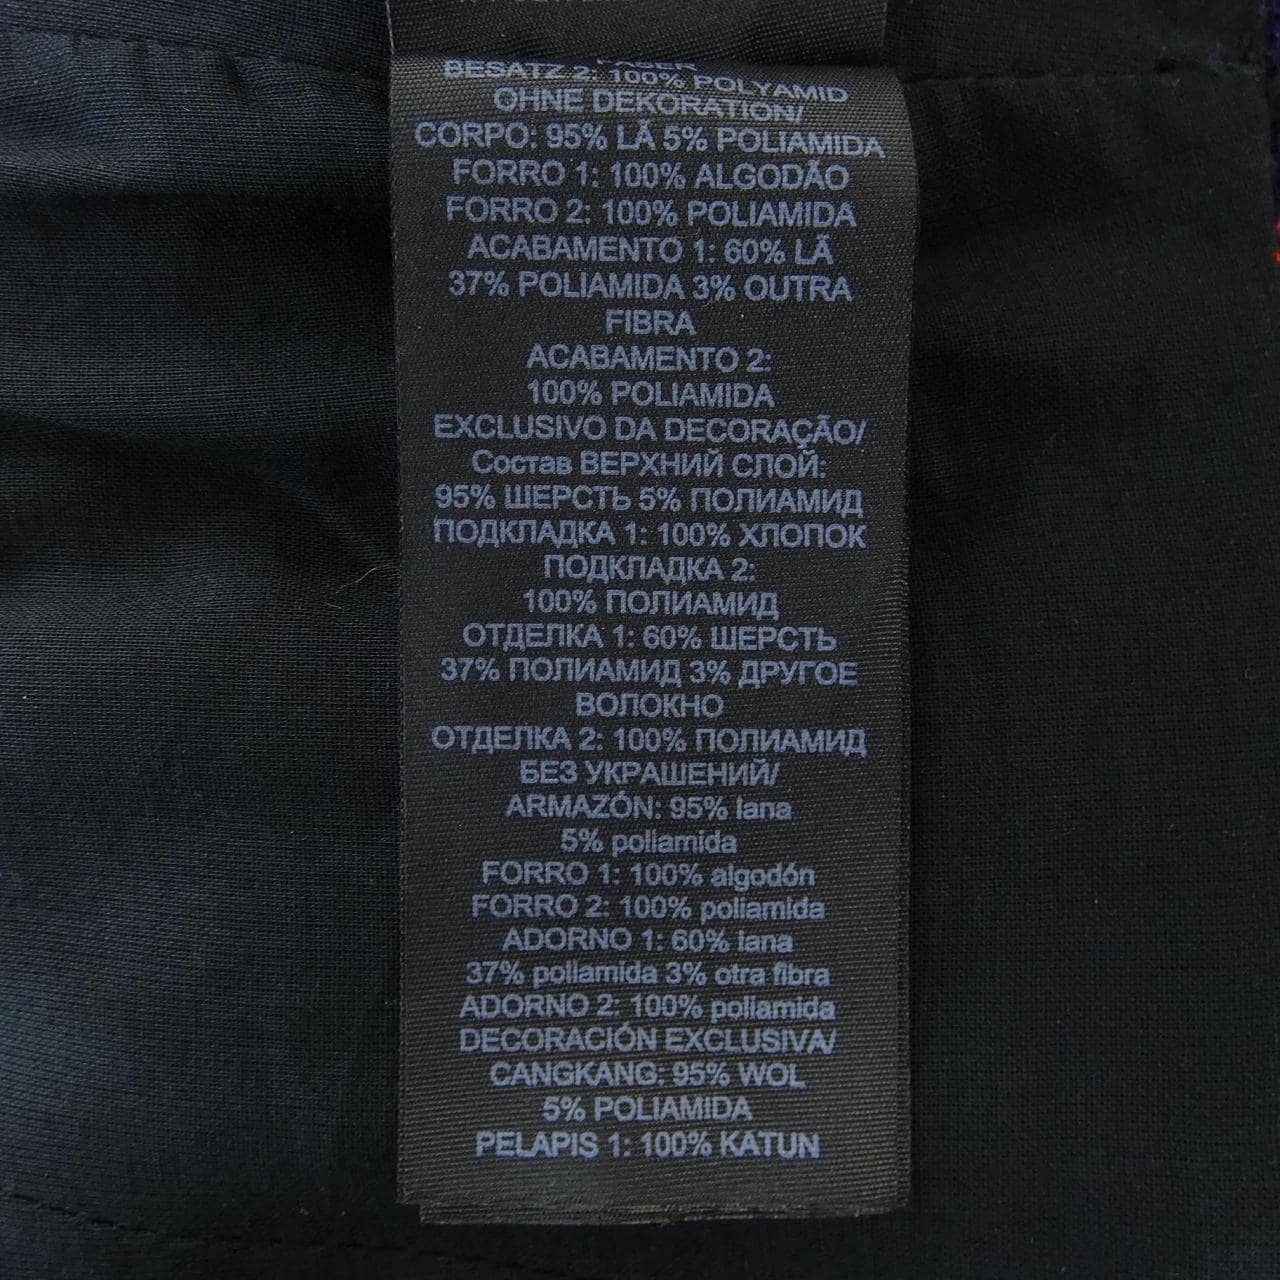 FASER
BESATZ 2: 100% POLYAMID
OHNE DEKORATION/
CORPO: 95% LÃ 5% POLIAMIDA
FORRO 1: 100% ALGODÃO
FORRO 2: 100% POLIAMIDA
ACABAMENTO 1: 60% LÃ
37% POLIAMIDA 3% OUTRA
FIBRA
ACABAMENTO 2:
100% POLIAMIDA
EXCLUSIVO DA DECORAÇÃO/
Состав ВЕРХНИЙ СЛОЙ:
95% ШЕРСТЬ 5% ПОЛИАМИД
ПОДКЛАДКА 1: 100% ХЛОПОК
ПОДКЛАДКА 2:
100% ПОЛИАМИД
ОТДЕЛКА 1: 60% ШЕРСТЬ
37% ПОЛИАМИД 3% ДРУГОЕ
ВОЛОКНО
ОТДЕЛКА 2: 100% ПОЛИАМИД
БЕЗ УКРАШЕНИЙ/
ARMAZÓN: 95% lana
5% poliamida
FORRO 1: 100% algodón
FORRO 2: 100% poliamida
ADORNO 1: 60% lana
37% poliamida 3% otra fibra
ADORNO 2: 100% poliamida
DECORACIÓN EXCLUSIVA/
CANGKANG: 95% WOL
5% POLIAMIDA
PELAPIS 1: 100% KATUN